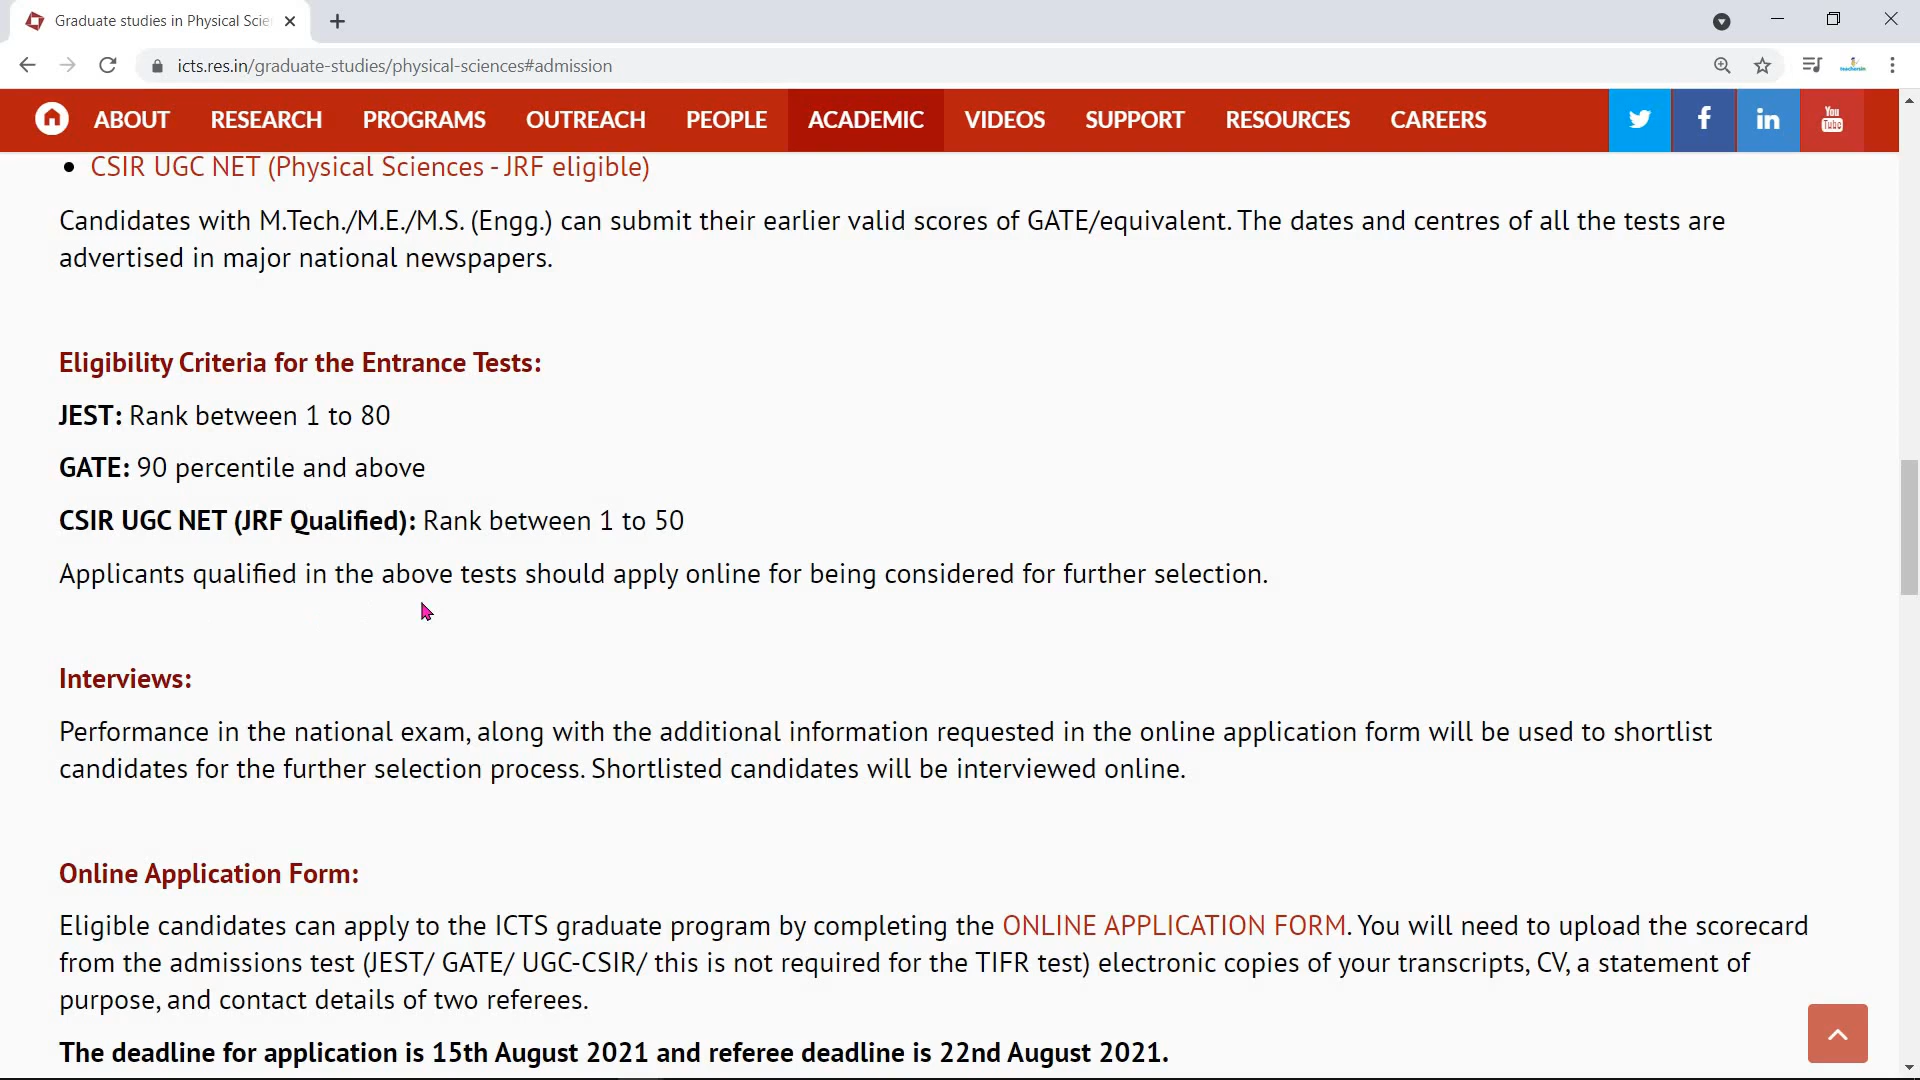 Graduate studies in Physical Scie
icts.res.in/graduate-studies/physical-sciences#admission
ABOUT RESEARCH PROGRAMS OUTREACH PEOPLE ACADEMIC VIDEOS SUPPORT RESOURCES CAREERS
You
Tube
• CSIR UGC NET (Physical Sciences - JRF eligible)
Candidates with M.Tech./M.E./M.S. (Engg.) can submit their earlier valid scores of GATE/equivalent. The dates and centres of all the tests are
advertised in major national newspapers.
Eligibility Criteria for the Entrance Tests:
JEST: Rank between 1 to 80
GATE: 90 percentile and above
CSIR UGC NET (JRF Qualified): Rank between 1 to 50
Applicants qualified in the above tests should apply online for being considered for further selection.
Interviews:
Performance in the national exam, along with the additional information requested in the online application form will be used to shortlist
candidates for the further selection process. Shortlisted candidates will be interviewed online.
Online Application Form:
Eligible candidates can apply to the ICTS graduate program by completing the ONLINE APPLICATION FORM. You will need to upload the scorecard
from the admissions test (JEST/ GATE/ UGC-CSIR/ this is not required for the TIFR test) electronic copies of your transcripts, CV, a statement of
purpose, and contact details of two referees.
The deadline for application is 15th August 2021 and referee deadline is 22nd August 2021.